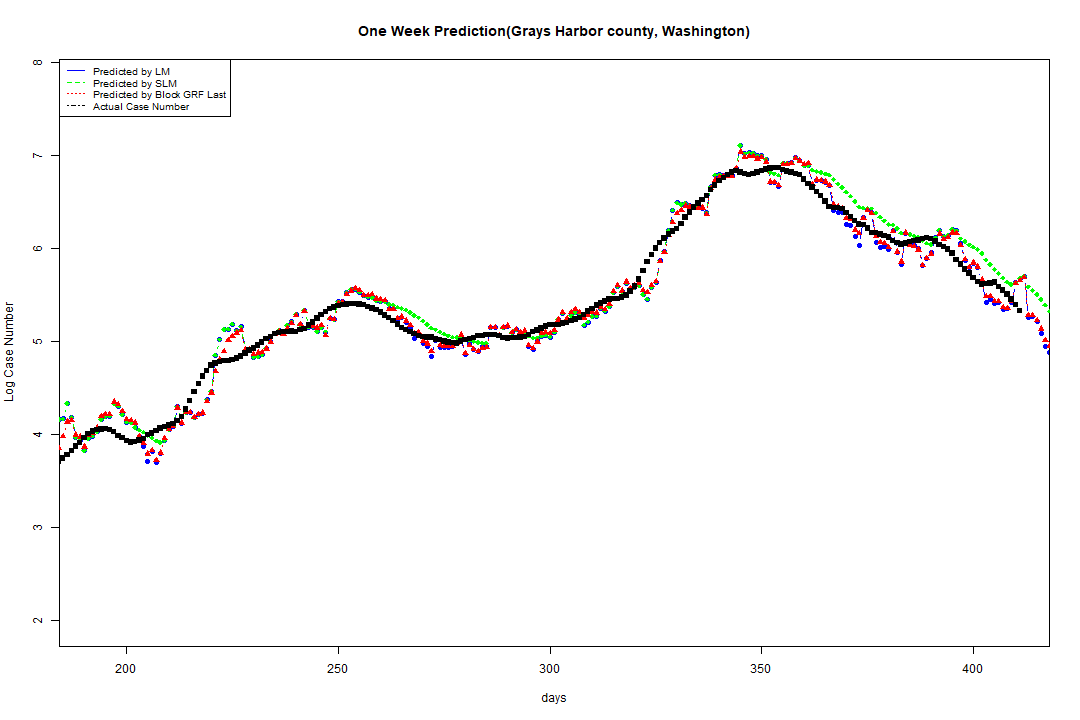 One Week Prediction(Grays Harbor county, Washington)
Predicted by LM
Predicted by SLM
Predicted by Block GRF Last
Actual Case Number
8
7
6
5
4
3
2
Log Case Number
200 250 300 350 400
days